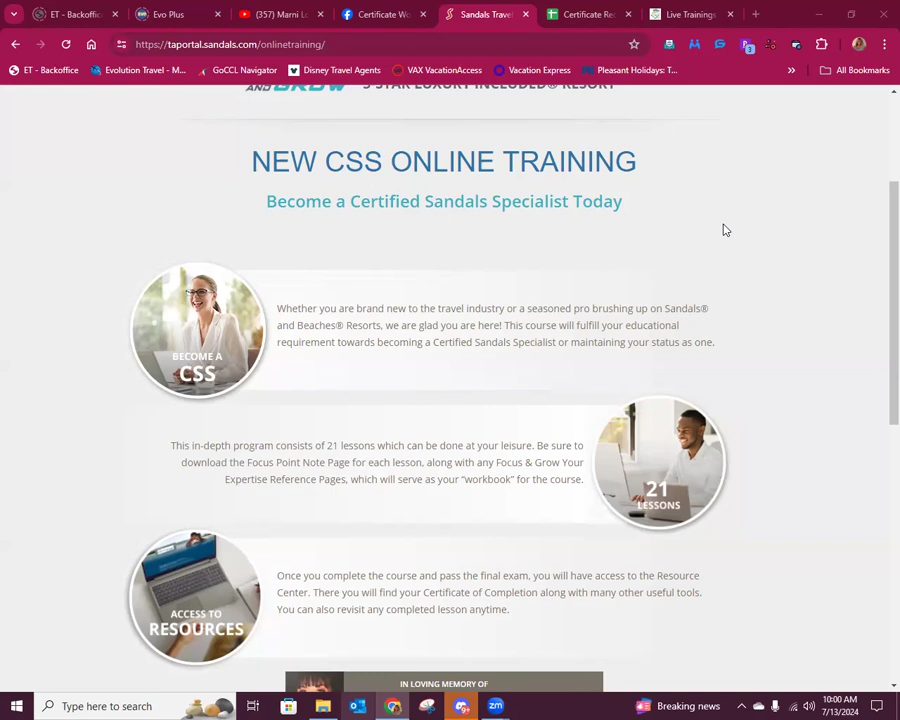 ET - Backoffic
Evo Plus
(357) Marni Lo
Certificate Wo
Sandals Travel
Certificate Rec
Live Trainings
https://taportal.sandals.com/onlinetraining/
ET - Backoffice
Evolution Travel - M...
GoCCL Navigator
Disney Travel Agents
VAX VacationAccess
Vacation Express
Pleasant Holidays: T...
All Bookmarks
AND GROW
5-STAR LUXURY INCLUDED® RESORT
NEW CSS ONLINE TRAINING
Become a Certified Sandals Specialist Today
BECOME A
CSS
Whether you are brand new to the travel industry or a seasoned pro brushing up on Sandals®
and Beaches® Resorts, we are glad you are here! This course will fulfill your educational
requirement towards becoming a Certified Sandals Specialist or maintaining your status as one.
This in-depth program consists of 21 lessons which can be done at your leisure. Be sure to
download the Focus Point Note Page for each lesson, along with any Focus & Grow Your
Expertise Reference Pages, which will serve as your “workbook” for the course.
21
LESSONS
ACCESS TO
RESOURCES
Once you complete the course and pass the final exam, you will have access to the Resource
Center. There you will find your Certificate of Completion along with many other useful tools.
You can also revisit any completed lesson anytime.
IN LOVING MEMORY OF
Type here to search
zm
Breaking news
10:00 AM
7/13/2024